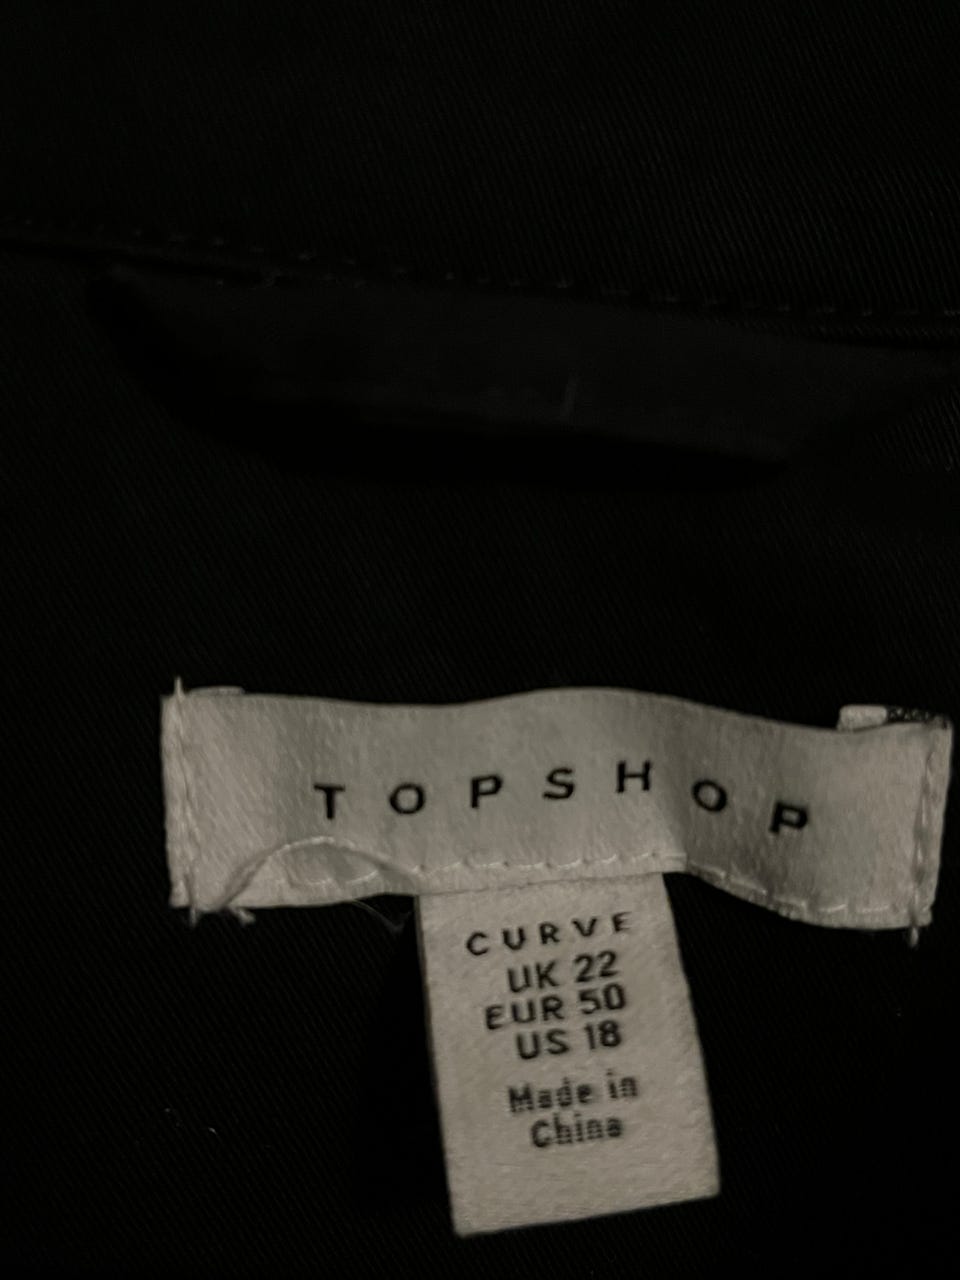 TOPSHOP
CURVE
UK 22
EUR 50
US 18
Made in
China